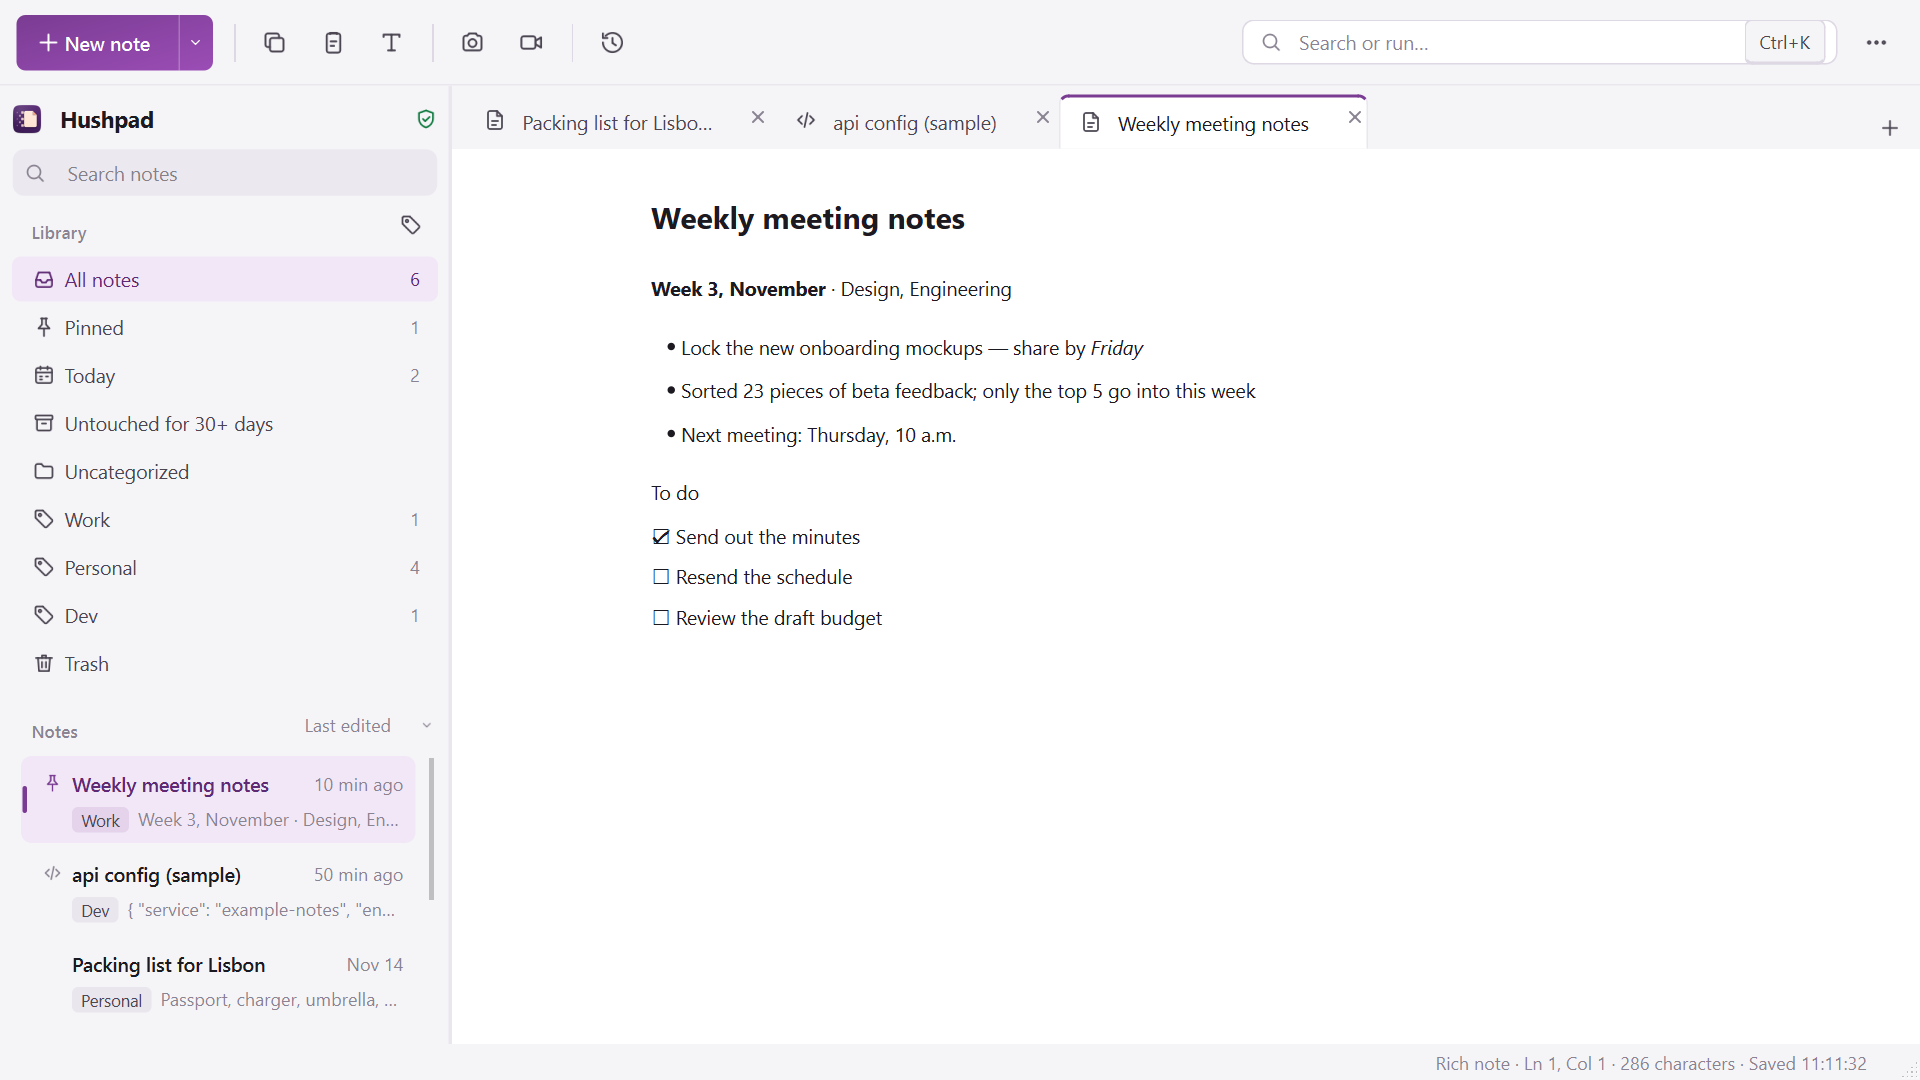 New note
Search or run... Ctrl+K
Hushpad
Search notes
Library
All notes 6
Pinned 1
Today 2
Untouched for 30+ days
Uncategorized
Work 1
Personal 4
Dev 1
Trash
Notes Last edited
Weekly meeting notes 10 min ago
Work Week 3, November · Design, En...
api config (sample) 50 min ago
Dev { "service": "example-notes", "en...
Packing list for Lisbon Nov 14
Personal Passport, charger, umbrella, ...
Packing list for Lisbo... api config (sample) Weekly meeting notes
Weekly meeting notes
Week 3, November · Design, Engineering
• Lock the new onboarding mockups — share by Friday
• Sorted 23 pieces of beta feedback; only the top 5 go into this week
• Next meeting: Thursday, 10 a.m.
To do
☑ Send out the minutes
☐ Resend the schedule
☐ Review the draft budget
Rich note · Ln 1, Col 1 · 286 characters · Saved 11:11:32